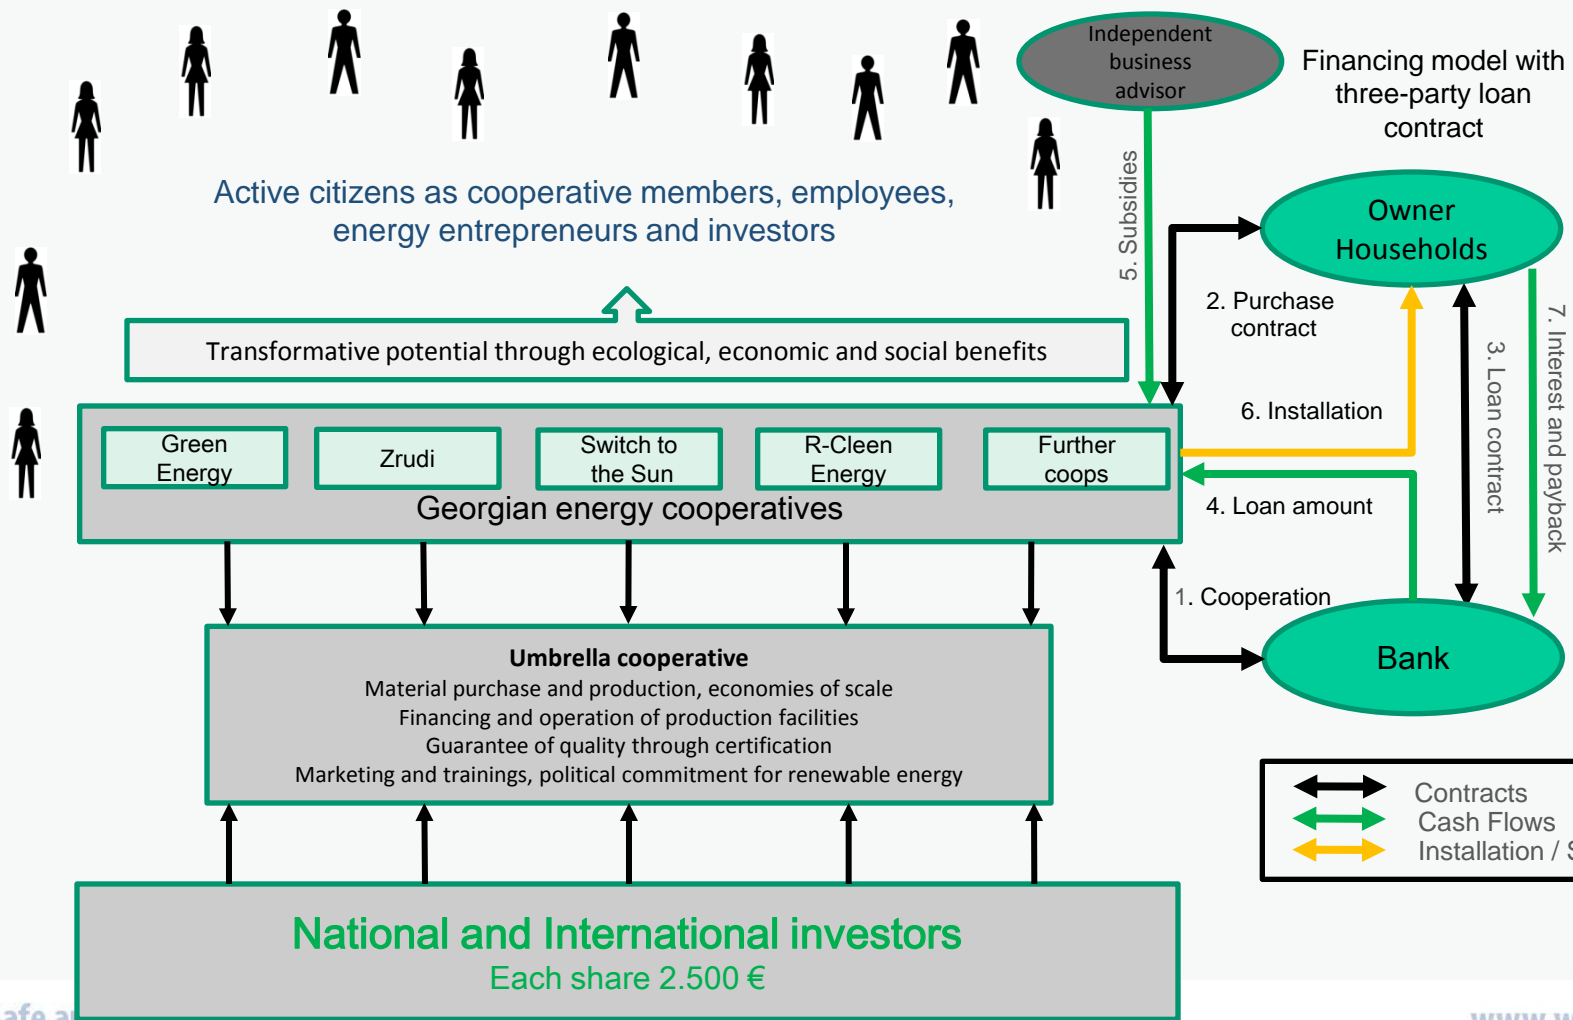 Independent
business
advisor
Financing model with
three-party loan
contract
Active citizens as cooperative members, employees,
energy entrepreneurs and investors
5. Subsidies
Owner
Households
2. Purchase
contract
7. Interest and payback
3. Loan contract
Transformative potential through ecological, economic and social benefits
6. Installation
Green
Energy
Zrudi
Switch to
the Sun
R-Cleen
Energy
Further
coops
Georgian energy cooperatives
4. Loan amount
1. Cooperation
Bank
Umbrella cooperative
Material purchase and production, economies of scale
Financing and operation of production facilities
Guarantee of quality through certification
Marketing and trainings, political commitment for renewable energy
Contracts
Cash Flows
Installation / S
National and International investors
Each share 2.500 €